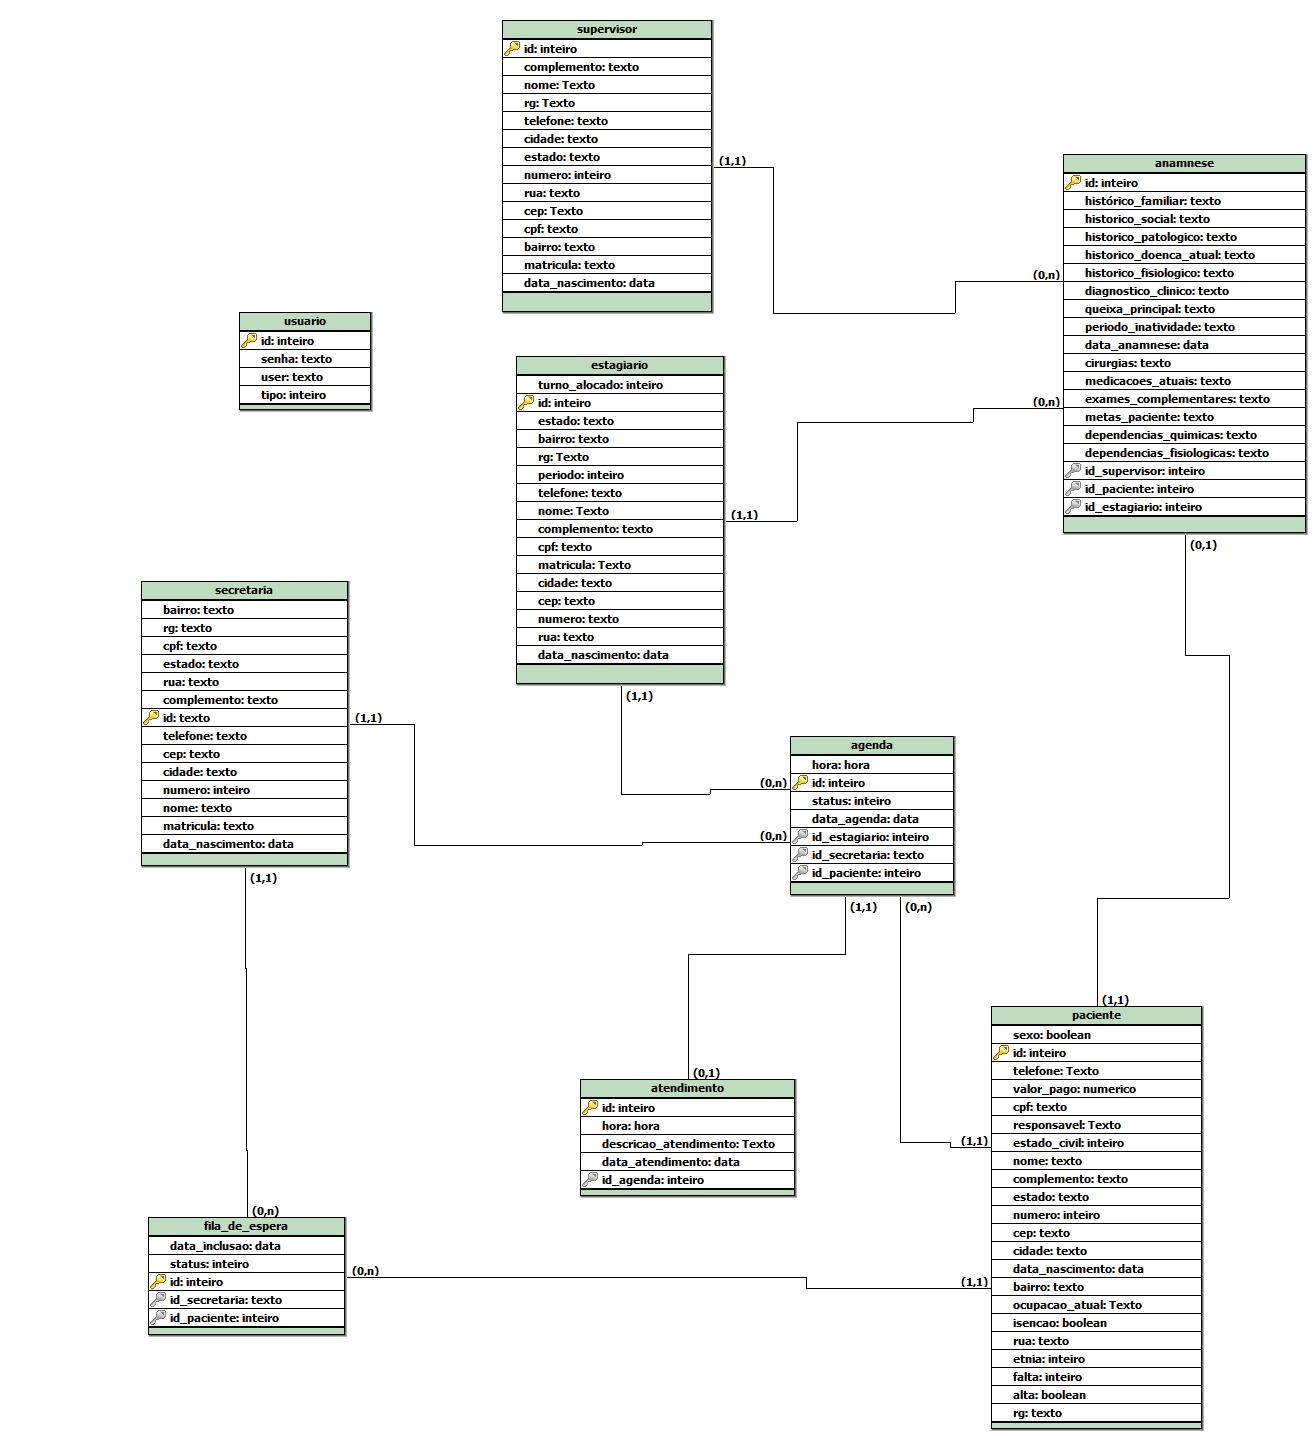 supervisor
id: inteiro
complemento: texto
nome: Texto
rg: Texto
telefone: texto
cidade: texto
estado: texto
numero: inteiro
rua: texto
cep: Texto
cpf: texto
bairro: texto
matricula: texto
data_nascimento: data
(1,1)
anamnese
id: inteiro
histórico_familiar: texto
historico_social: texto
historico_patologico: texto
historico_doenca_atual: texto
historico_fisiologico: texto
diagnostico_clinico: texto
queixa_principal: texto
periodo_inatividade: texto
data_anamnese: data
cirurgias: texto
medicacoes_atuais: texto
exames_complementares: texto
metas_paciente: texto
dependencias_quimicas: texto
dependencias_fisiologicas: texto
id_supervisor: inteiro
id_paciente: inteiro
id_estagiario: inteiro
(0,n)
(0,n)
(0,1)
usuario
id: inteiro
senha: texto
user: texto
tipo: inteiro
estagiario
turno_alocado: inteiro
id: inteiro
estado: texto
bairro: texto
rg: Texto
periodo: inteiro
telefone: texto
nome: Texto
complemento: texto
cpf: texto
matricula: Texto
cidade: texto
cep: texto
numero: texto
rua: texto
data_nascimento: data
(1,1)
(1,1)
secretaria
bairro: texto
rg: texto
cpf: texto
estado: texto
rua: texto
complemento: texto
id: texto
telefone: texto
cep: texto
cidade: texto
numero: inteiro
nome: texto
matricula: texto
data_nascimento: data
(1,1)
(1,1)
agenda
hora: hora
id: inteiro
status: inteiro
data_agenda: data
id_estagiario: inteiro
id_secretaria: texto
id_paciente: inteiro
(0,n)
(0,n)
(1,1)
(0,n)
atendimento
id: inteiro
hora: hora
descricao_atendimento: Texto
data_atendimento: data
id_agenda: inteiro
(0,1)
paciente
sexo: boolean
id: inteiro
telefone: Texto
valor_pago: numerico
cpf: texto
responsavel: Texto
estado_civil: inteiro
nome: texto
complemento: texto
estado: texto
numero: inteiro
cep: texto
cidade: texto
data_nascimento: data
bairro: texto
ocupacao_atual: Texto
isencao: boolean
rua: texto
etnia: inteiro
falta: inteiro
alta: boolean
rg: texto
(1,1)
(1,1)
(1,1)
fila_de_espera
data_inclusao: data
status: inteiro
id: inteiro
id_secretaria: texto
id_paciente: inteiro
(0,n)
(0,n)